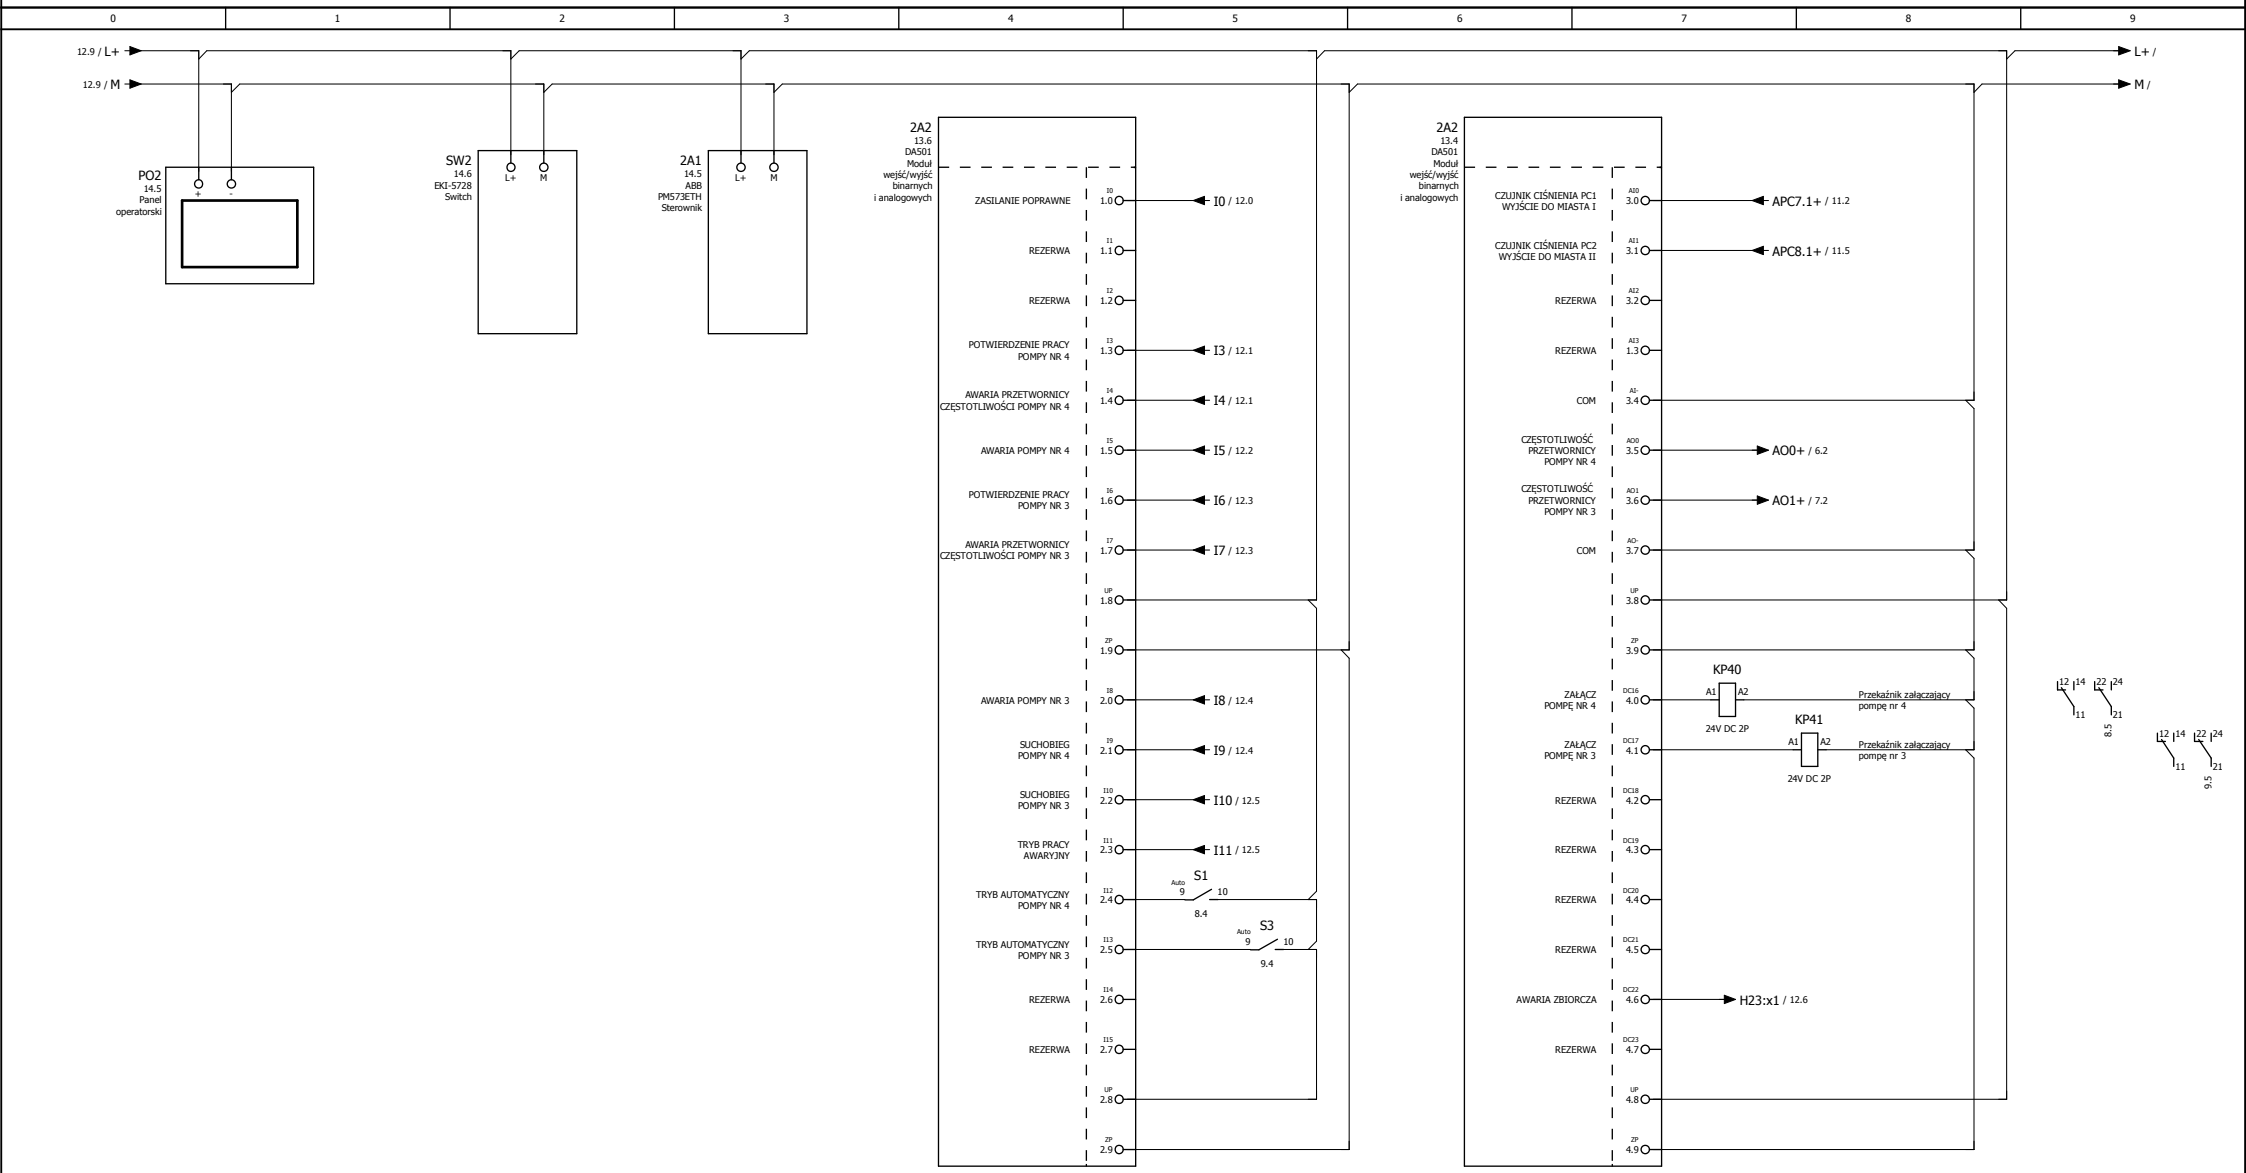 0 1 2 3 4 5 6 7 8 9
12.9 / L+
L+ /
12.9 / M
M /
PO2
14.5
Panel
operatorski
+ -
SW2
14.6
EKI-5728
Switch
L+ M
2A1
14.5
ABB
PM573ETH
Sterownik
L+ M
2A2
13.6
DA501
Moduł
wejść/wyjść
binarnych
i analogowych
I0
ZASILANIE POPRAWNE 1.0 I0 / 12.0
I1
REZERWA 1.1
I2
REZERWA 1.2
I3
POTWIERDZENIE PRACY
POMPY NR 4
1.3 I3 / 12.1
I4
AWARIA PRZETWORNICY
CZĘSTOTLIWOŚCI POMPY NR 4
1.4 I4 / 12.1
I5
AWARIA POMPY NR 4 1.5 I5 / 12.2
I6
POTWIERDZENIE PRACY
POMPY NR 3
1.6 I6 / 12.3
I7
AWARIA PRZETWORNICY
CZĘSTOTLIWOŚCI POMPY NR 3
1.7 I7 / 12.3
UP
1.8
ZP
1.9
I8
AWARIA POMPY NR 3 2.0 I8 / 12.4
I9
SUCHOBIEG
POMPY NR 4
2.1 I9 / 12.4
I10
SUCHOBIEG
POMPY NR 3
2.2 I10 / 12.5
I11
TRYB PRACY
AWARYJNY
2.3 I11 / 12.5
I12
TRYB AUTOMATYCZNY
POMPY NR 4
2.4
S1
Auto
9 10
8.4
I13
TRYB AUTOMATYCZNY
POMPY NR 3
2.5
S3
Auto
9 10
9.4
I14
REZERWA 2.6
I15
REZERWA 2.7
UP
2.8
ZP
2.9
2A2
13.4
DA501
Moduł
wejść/wyjść
binarnych
i analogowych
AI0
CZUJNIK CIŚNIENIA PC1
WYJŚCIE DO MIASTA I
3.0 APC7.1+ / 11.2
AI1
CZUJNIK CIŚNIENIA PC2
WYJŚCIE DO MIASTA II
3.1 APC8.1+ / 11.5
AI2
REZERWA 3.2
AI3
REZERWA 1.3
AI-
COM 3.4
AO0
CZĘSTOTLIWOŚĆ
PRZETWORNICY
POMPY NR 4
3.5 AO0+ / 6.2
AO1
CZĘSTOTLIWOŚĆ
PRZETWORNICY
POMPY NR 3
3.6 AO1+ / 7.2
AO-
COM 3.7
UP
3.8
ZP
3.9
DC16
ZAŁĄCZ
POMPĘ NR 4
4.0
KP40
A1 A2
24V DC 2P
Przekaźnik załączający
pompę nr 4
DC17
ZAŁĄCZ
POMPĘ NR 3
4.1
KP41
A1 A2
24V DC 2P
Przekaźnik załączający
pompę nr 3
DC18
REZERWA 4.2
DC19
REZERWA 4.3
DC20
REZERWA 4.4
DC21
REZERWA 4.5
DC22
AWARIA ZBIORCZA 4.6 H23:x1 / 12.6
DC23
REZERWA 4.7
UP
4.8
ZP
4.9
12 14 22 24
11 21
8.5
12 14 22 24
11 21
9.5